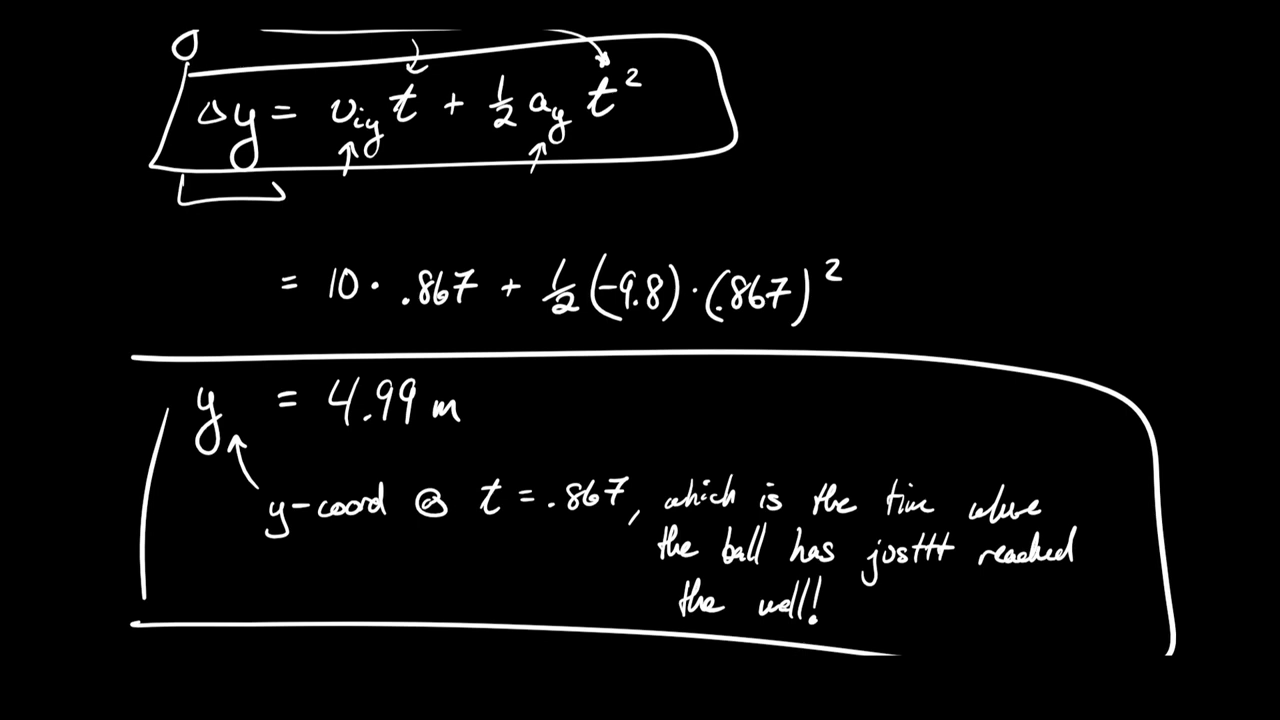 Δy = v_iy t + 1/2 a_y t²
= 10 · .867 + 1/2 (-9.8) · (.867)²
y = 4.99 m
y-coord @ t = .867, which is the time where
the ball has justtt reached
the wall!